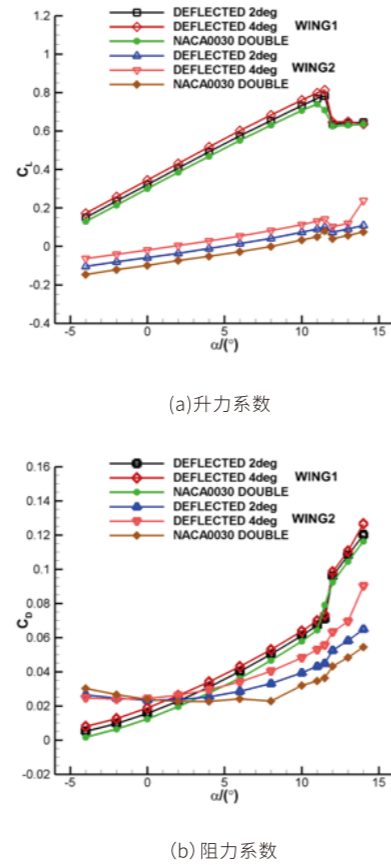 1.2
1
0.8
0.6
0.4
0.2
0
-0.2
-0.4
C_L
DEFLECTED 2deg
DEFLECTED 4deg WING1
NACA0030 DOUBLE
DEFLECTED 2deg
DEFLECTED 4deg WING2
NACA0030 DOUBLE
-5 0 5 10 15
α/(°)
(a)升力系数
0.16
0.14
0.12
0.1
0.08
0.06
0.04
0.02
0
-0.02
C_D
DEFLECTED 2deg
DEFLECTED 4deg WING1
NACA0030 DOUBLE
DEFLECTED 2deg
DEFLECTED 4deg WING2
NACA0030 DOUBLE
-5 0 5 10 15
α/(°)
(b)阻力系数